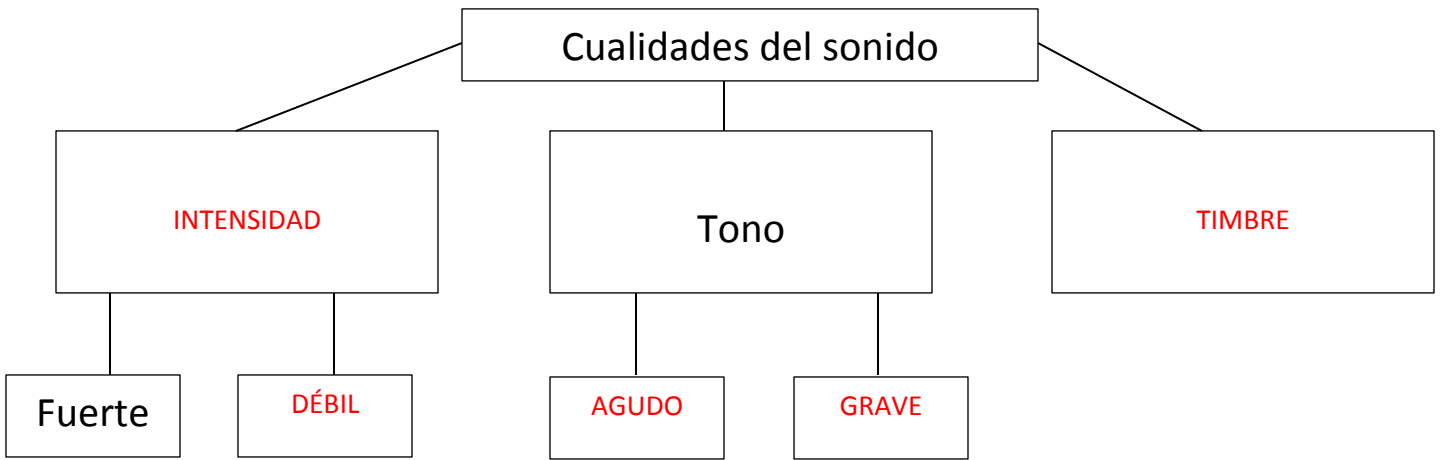 Cualidades del sonido
INTENSIDAD
Tono
TIMBRE
Fuerte
DÉBIL
AGUDO
GRAVE